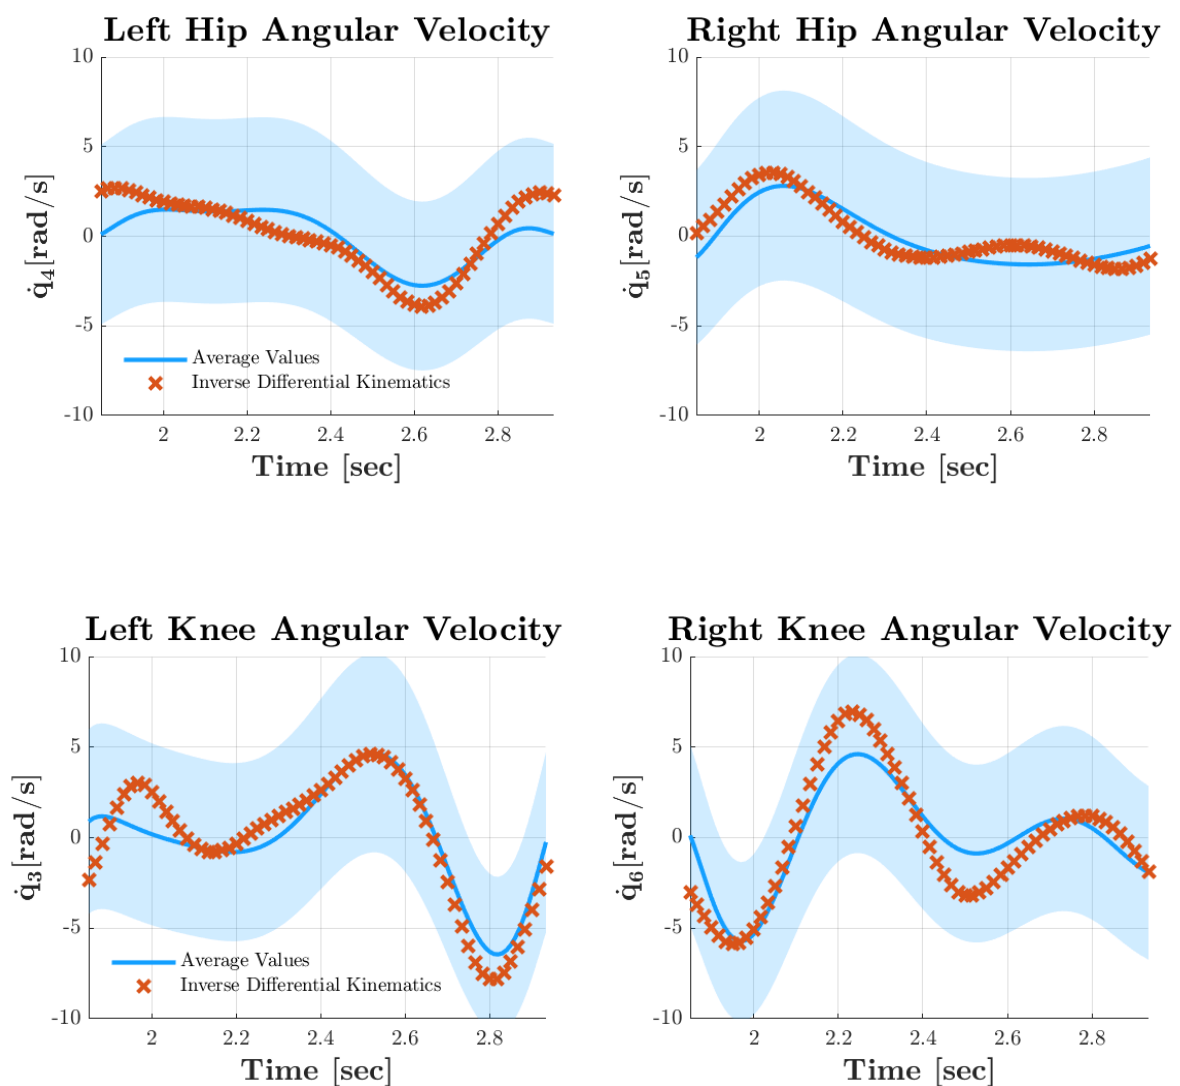 Left Hip Angular Velocity
Right Hip Angular Velocity
10
5
0
-5
-10
q̇4[rad/s]
Average Values
Inverse Differential Kinematics
2
2.2
2.4
2.6
2.8
Time [sec]
10
5
0
-5
-10
q̇5[rad/s]
2
2.2
2.4
2.6
2.8
Time [sec]
Left Knee Angular Velocity
Right Knee Angular Velocity
10
5
0
-5
-10
q̇3[rad/s]
Average Values
Inverse Differential Kinematics
2
2.2
2.4
2.6
2.8
Time [sec]
10
5
0
-5
-10
q̇6[rad/s]
2
2.2
2.4
2.6
2.8
Time [sec]